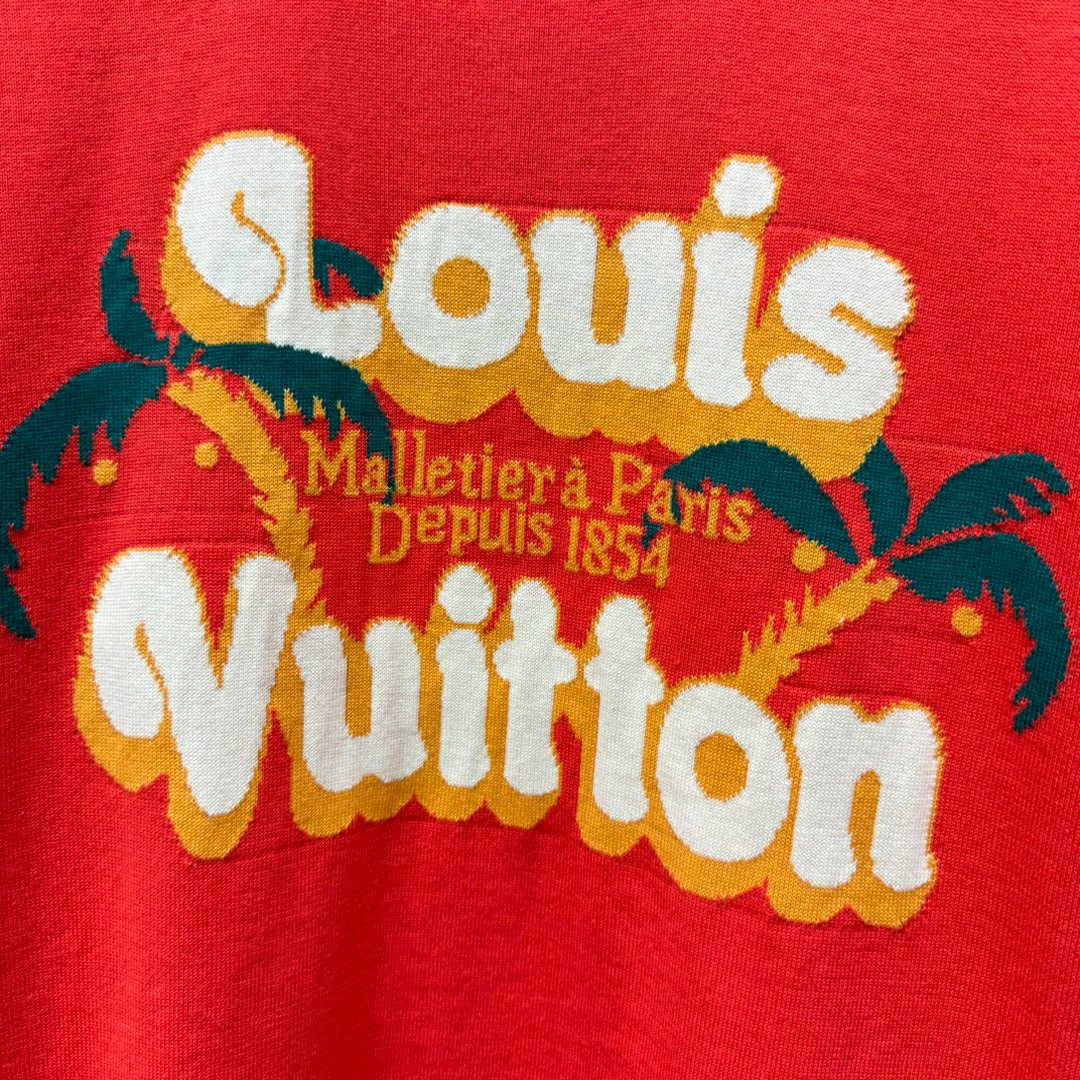 Louis
Malletier à Paris
Depuis 1854
Vuitton